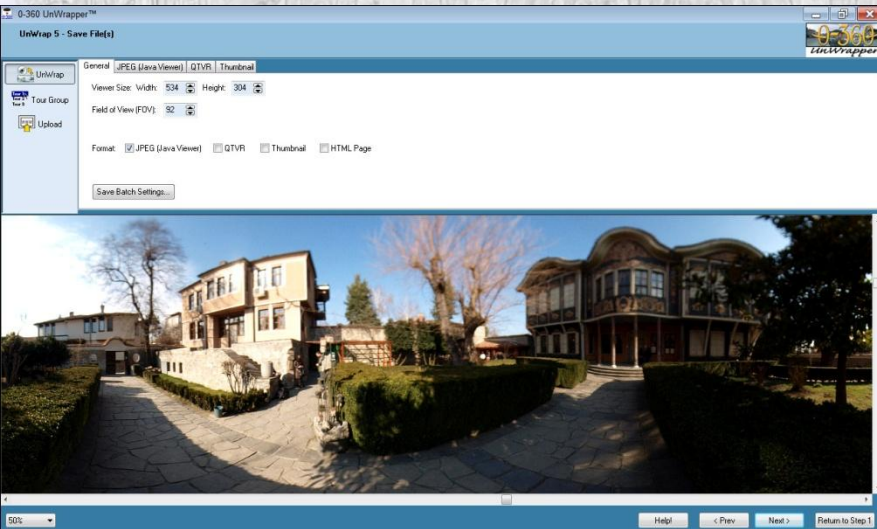 0-360 UnWrapper™
UnWrap 5 - Save File(s)
0-360
UnWrapper
UnWrap
Tour Group
Upload
General JPEG (Java Viewer) QTVR Thumbnail
Viewer Size: Width: 534 Height: 304
Field of View (FOV): 92
Format: JPEG (Java Viewer) QTVR Thumbnail HTML Page
Save Batch Settings...
50% Help! < Prev Next > Return to Step 1